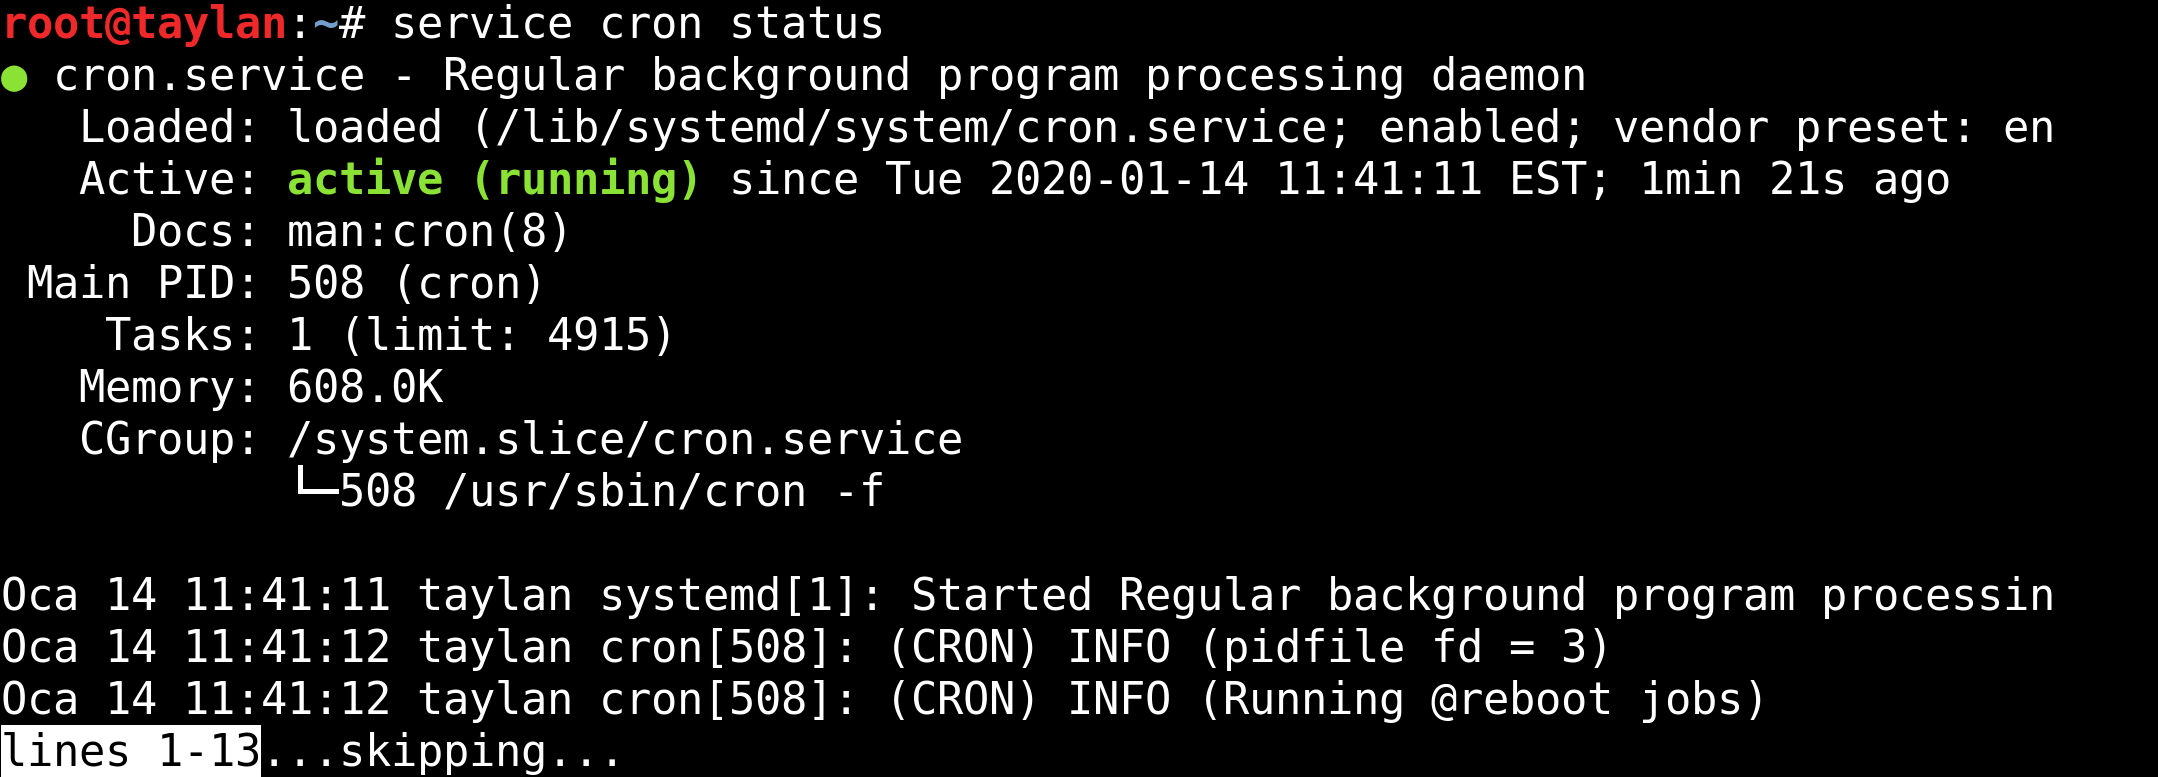 root@taylan:~# service cron status
● cron.service - Regular background program processing daemon
   Loaded: loaded (/lib/systemd/system/cron.service; enabled; vendor preset: en
   Active: active (running) since Tue 2020-01-14 11:41:11 EST; 1min 21s ago
     Docs: man:cron(8)
 Main PID: 508 (cron)
    Tasks: 1 (limit: 4915)
   Memory: 608.0K
   CGroup: /system.slice/cron.service
           └─508 /usr/sbin/cron -f

Oca 14 11:41:11 taylan systemd[1]: Started Regular background program processin
Oca 14 11:41:12 taylan cron[508]: (CRON) INFO (pidfile fd = 3)
Oca 14 11:41:12 taylan cron[508]: (CRON) INFO (Running @reboot jobs)
lines 1-13...skipping...